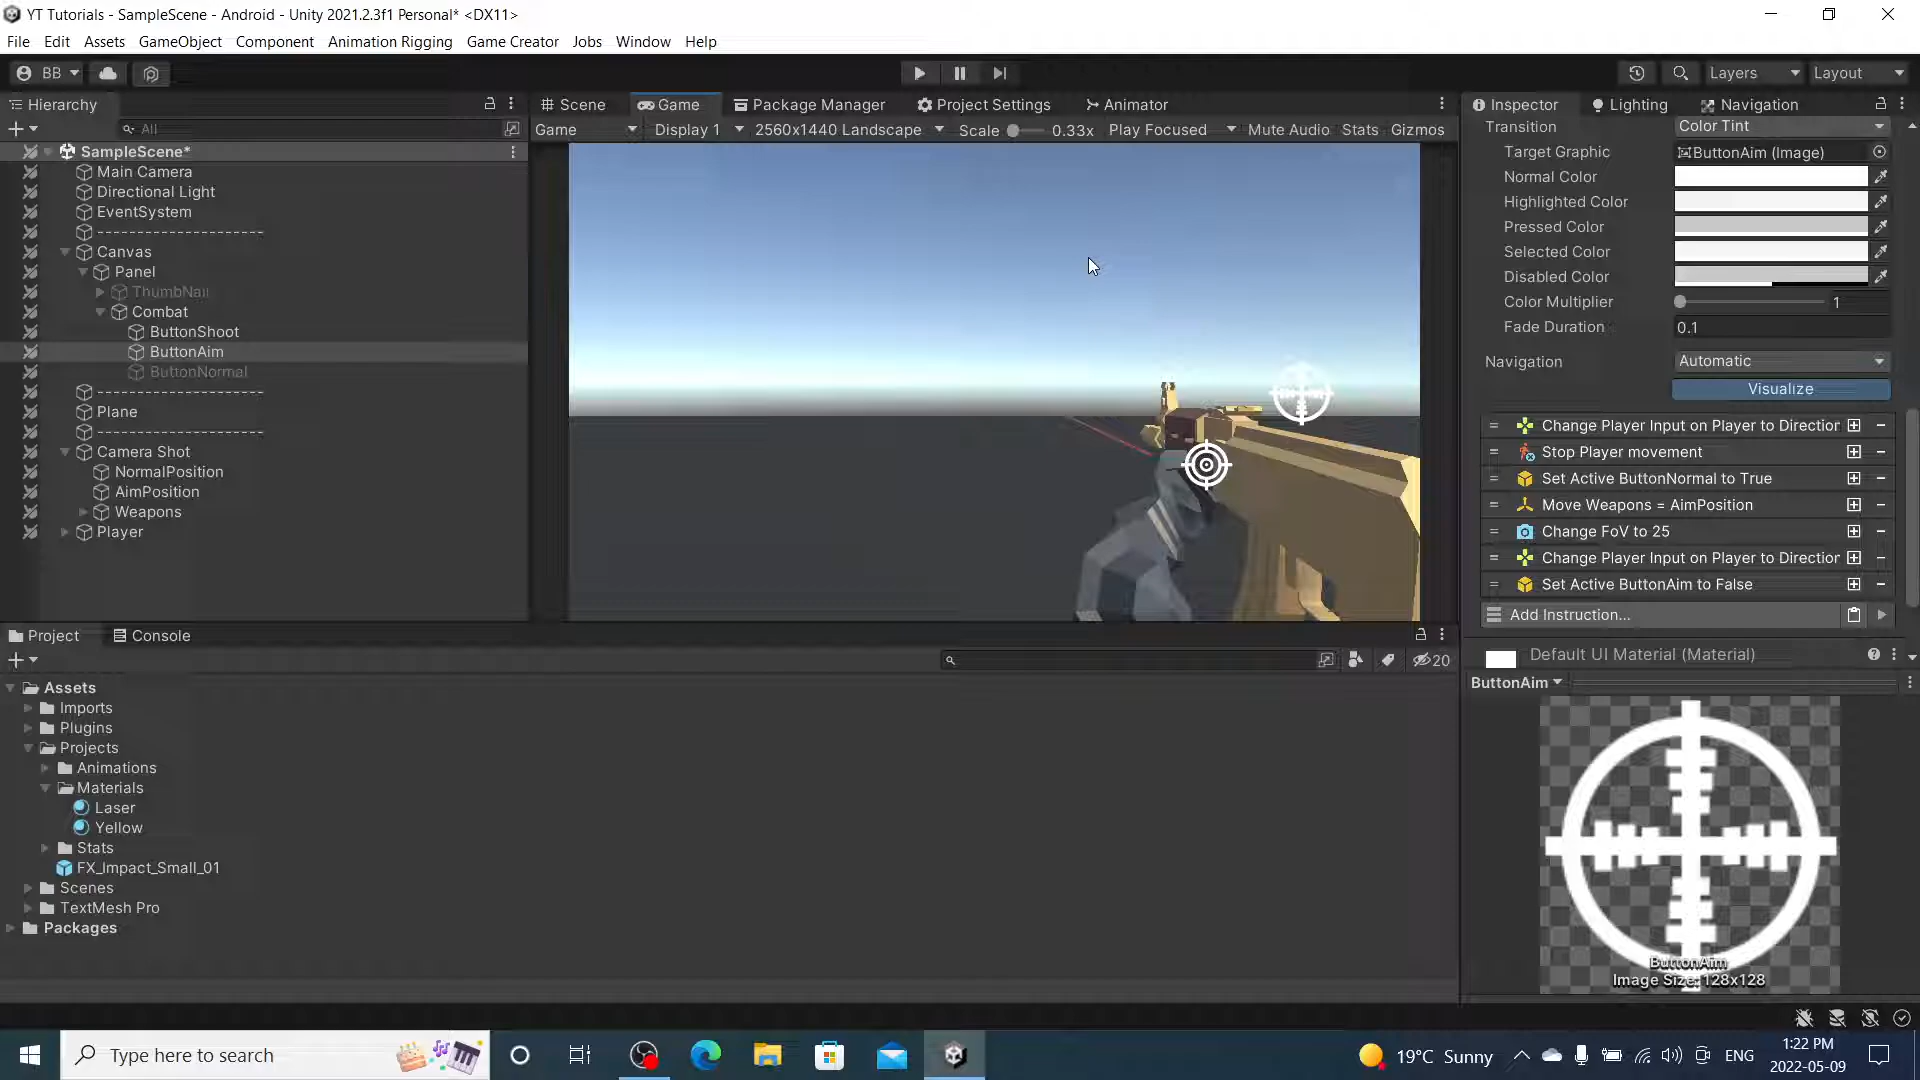 YT Tutorials - SampleScene - Android - Unity 2021.2.3f1 Personal* <DX11>
File Edit Assets GameObject Component Animation Rigging Game Creator Jobs Window Help
BB Layers Layout
Hierarchy
All
SampleScene*
Main Camera
Directional Light
EventSystem
---------------------
Canvas
Panel
ThumbNail
Combat
ButtonShoot
ButtonAim
ButtonNormal
---------------------
Plane
---------------------
Camera Shot
NormalPosition
AimPosition
Weapons
Player
Scene Game Package Manager Project Settings Animator
Game Display 1 2560x1440 Landscape Scale 0.33x Play Focused Mute Audio Stats Gizmos
Inspector Lighting Navigation
Transition Color Tint
Target Graphic ButtonAim (Image)
Normal Color
Highlighted Color
Pressed Color
Selected Color
Disabled Color
Color Multiplier 1
Fade Duration 0.1
Navigation Automatic
Visualize
Change Player Input on Player to Direction
Stop Player movement
Set Active ButtonNormal to True
Move Weapons = AimPosition
Change FoV to 25
Change Player Input on Player to Direction
Set Active ButtonAim to False
Add Instruction...
Default UI Material (Material)
ButtonAim
ButtonAim
Image Size: 128x128
Project Console
20
Assets
Imports
Plugins
Projects
Animations
Materials
Laser
Yellow
Stats
FX_Impact_Small_01
Scenes
TextMesh Pro
Packages
Type here to search
19°C Sunny
ENG
1:22 PM
2022-05-09